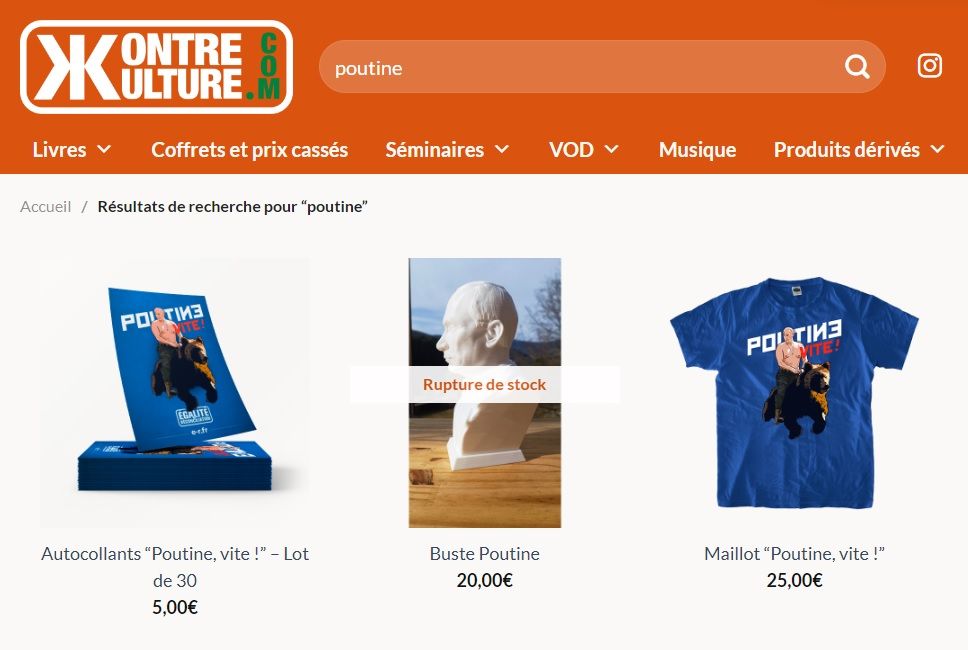 KONTRE
KULTURE.COM
poutine
Livres
Coffrets et prix cassés
Séminaires
VOD
Musique
Produits dérivés
Accueil / Résultats de recherche pour “poutine”
POUTINE
VITE !
EGALITE
RECONCILIATION
e-r.fr
Rupture de stock
POUTINE
VITE !
Autocollants “Poutine, vite !” – Lot
de 30
5,00€
Buste Poutine
20,00€
Maillot “Poutine, vite !”
25,00€